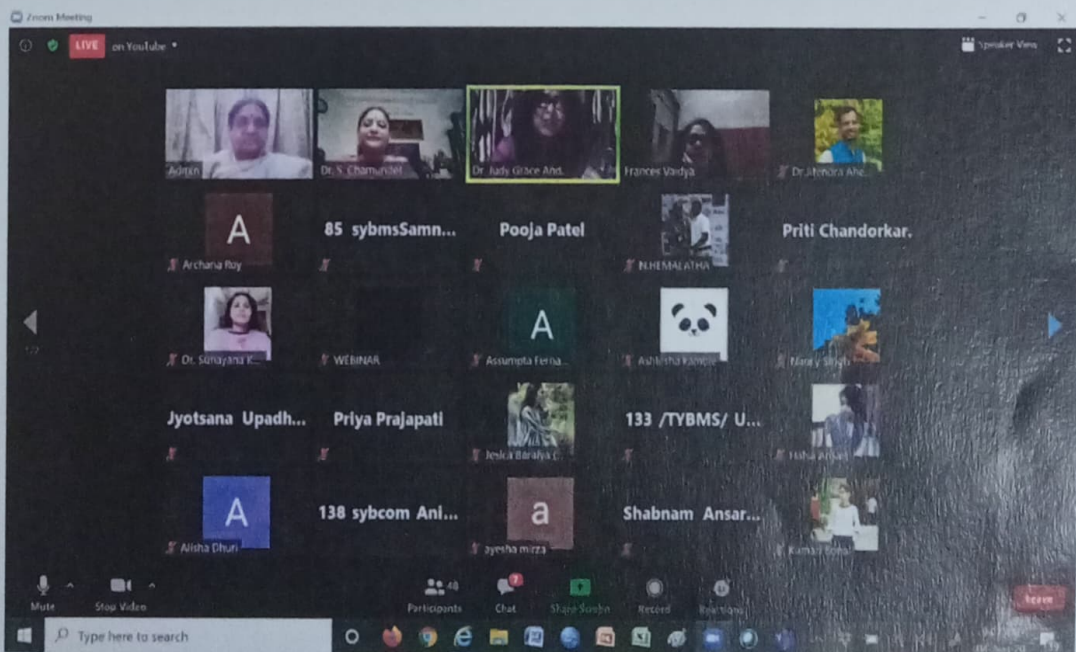 Zoom Meeting
LIVE on YouTube
Speaker View
Admin
Dr. S. Chamundei
Dr. Judy Grace And.
Frances Vaidya
Dr.Jitendra Ahe...
A
85 sybmsSamn...
Pooja Patel
Priti Chandorkar.
Archana Roy
N.HEMALATHA
A
Dr. Sunayana K...
WEBINAR
Assumpta Ferna...
Jyotsana Upadh...
Priya Prajapati
133 /TYBMS/ U...
A
138 sybcom Ani...
a
Shabnam Ansar...
Alisha Dhuri
ayesha mirza
Mute
Stop Video
Participants
48
Chat
7
Share Screen
Record
Reactions
Leave
Type here to search